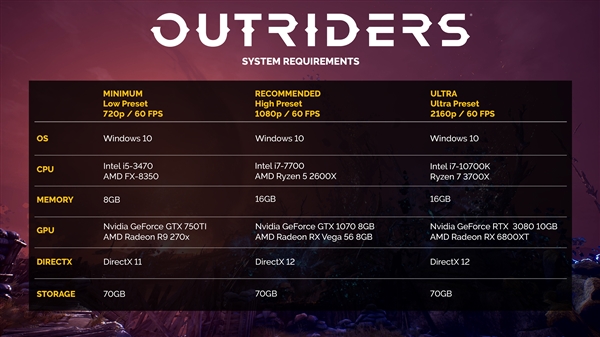 OUTRIDERS
SYSTEM REQUIREMENTS
MINIMUM
Low Preset
720p / 60 FPS
RECOMMENDED
High Preset
1080p / 60 FPS
ULTRA
Ultra Preset
2160p / 60 FPS
OS
Windows 10
Windows 10
Windows 10
CPU
Intel i5-3470
AMD FX-8350
Intel i7-7700
AMD Ryzen 5 2600X
Intel i7-10700K
Ryzen 7 3700X
MEMORY
8GB
16GB
16GB
GPU
Nvidia GeForce GTX 750TI
AMD Radeon R9 270x
Nvidia GeForce GTX 1070 8GB
AMD Radeon RX Vega 56 8GB
Nvidia GeForce RTX 3080 10GB
AMD Radeon RX 6800XT
DIRECTX
DirectX 11
DirectX 12
DirectX 12
STORAGE
70GB
70GB
70GB